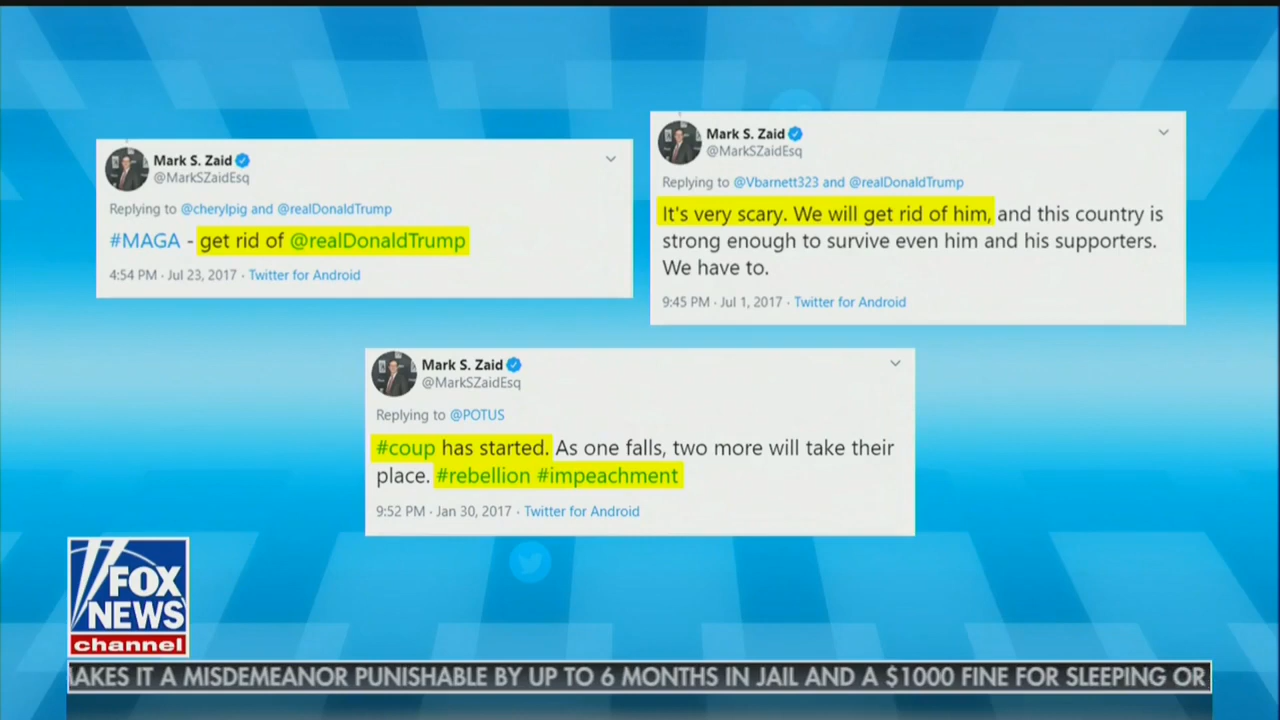 Mark S. Zaid
@MarkSZaidEsq
Replying to @cherylpig and @realDonaldTrump
#MAGA - get rid of @realDonaldTrump
4:54 PM · Jul 23, 2017 · Twitter for Android
Mark S. Zaid
@MarkSZaidEsq
Replying to @Vbarnett323 and @realDonaldTrump
It's very scary. We will get rid of him, and this country is
strong enough to survive even him and his supporters.
We have to.
9:45 PM · Jul 1, 2017 · Twitter for Android
Mark S. Zaid
@MarkSZaidEsq
Replying to @POTUS
#coup has started. As one falls, two more will take their
place. #rebellion #impeachment
9:52 PM · Jan 30, 2017 · Twitter for Android
FOX
NEWS
channel
MAKES IT A MISDEMEANOR PUNISHABLE BY UP TO 6 MONTHS IN JAIL AND A $1000 FINE FOR SLEEPING OR